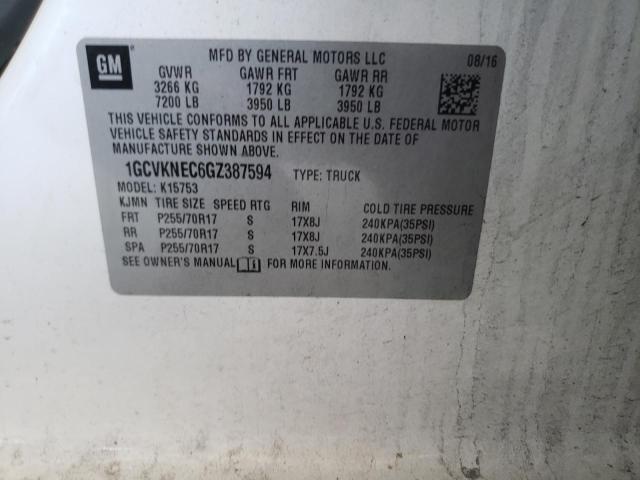 GM
MFD BY GENERAL MOTORS LLC 08/16
GVWR GAWR FRT GAWR RR
3266 KG 1792 KG 1792 KG
7200 LB 3950 LB 3950 LB
THIS VEHICLE CONFORMS TO ALL APPLICABLE U.S. FEDERAL MOTOR
VEHICLE SAFETY STANDARDS IN EFFECT ON THE DATE OF
MANUFACTURE SHOWN ABOVE.
1GCVKNEC6GZ387594 TYPE: TRUCK
MODEL: K15753
KJMN TIRE SIZE SPEED RTG RIM COLD TIRE PRESSURE
FRT P255/70R17 S 17X8J 240KPA(35PSI)
RR P255/70R17 S 17X8J 240KPA(35PSI)
SPA P255/70R17 S 17X7.5J 240KPA(35PSI)
SEE OWNER'S MANUAL FOR MORE INFORMATION.